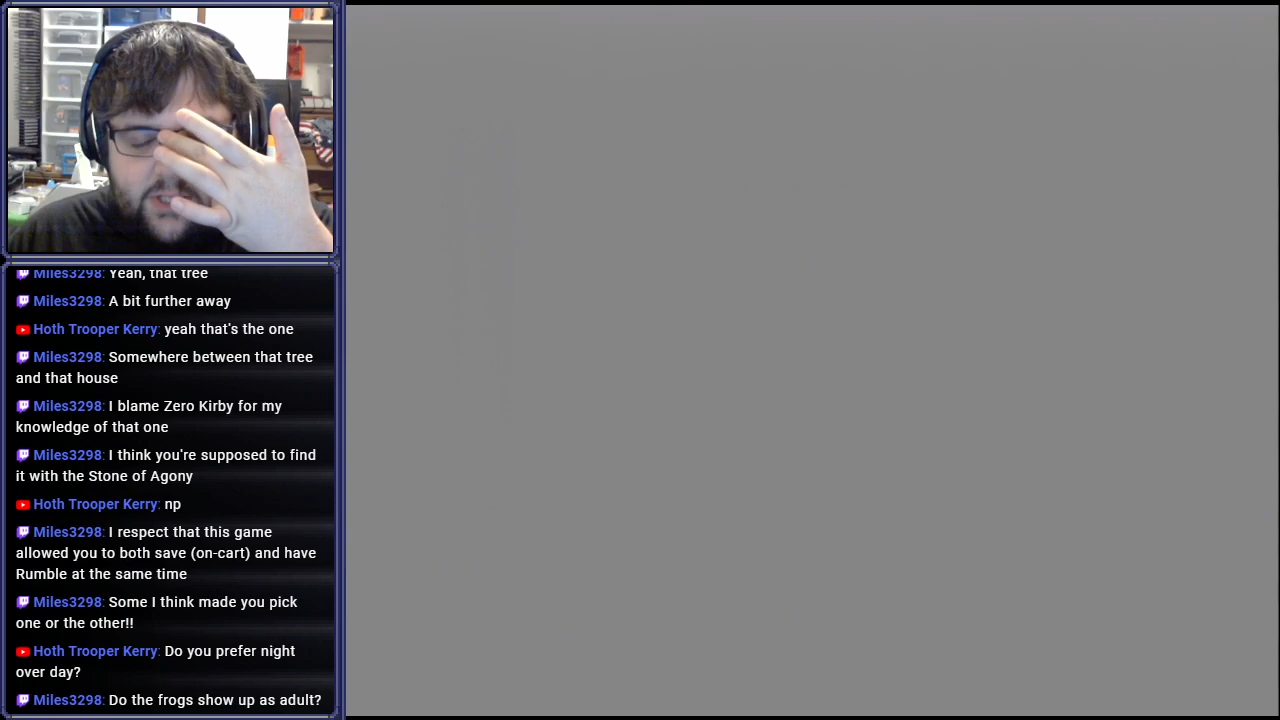 Miles3298: Yeah, that tree
Miles3298: A bit further away
Hoth Trooper Kerry: yeah that's the one
Miles3298: Somewhere between that tree
and that house
Miles3298: I blame Zero Kirby for my
knowledge of that one
Miles3298: I think you're supposed to find
it with the Stone of Agony
Hoth Trooper Kerry: np
Miles3298: I respect that this game
allowed you to both save (on-cart) and have
Rumble at the same time
Miles3298: Some I think made you pick
one or the other!!
Hoth Trooper Kerry: Do you prefer night
over day?
Miles3298: Do the frogs show up as adult?